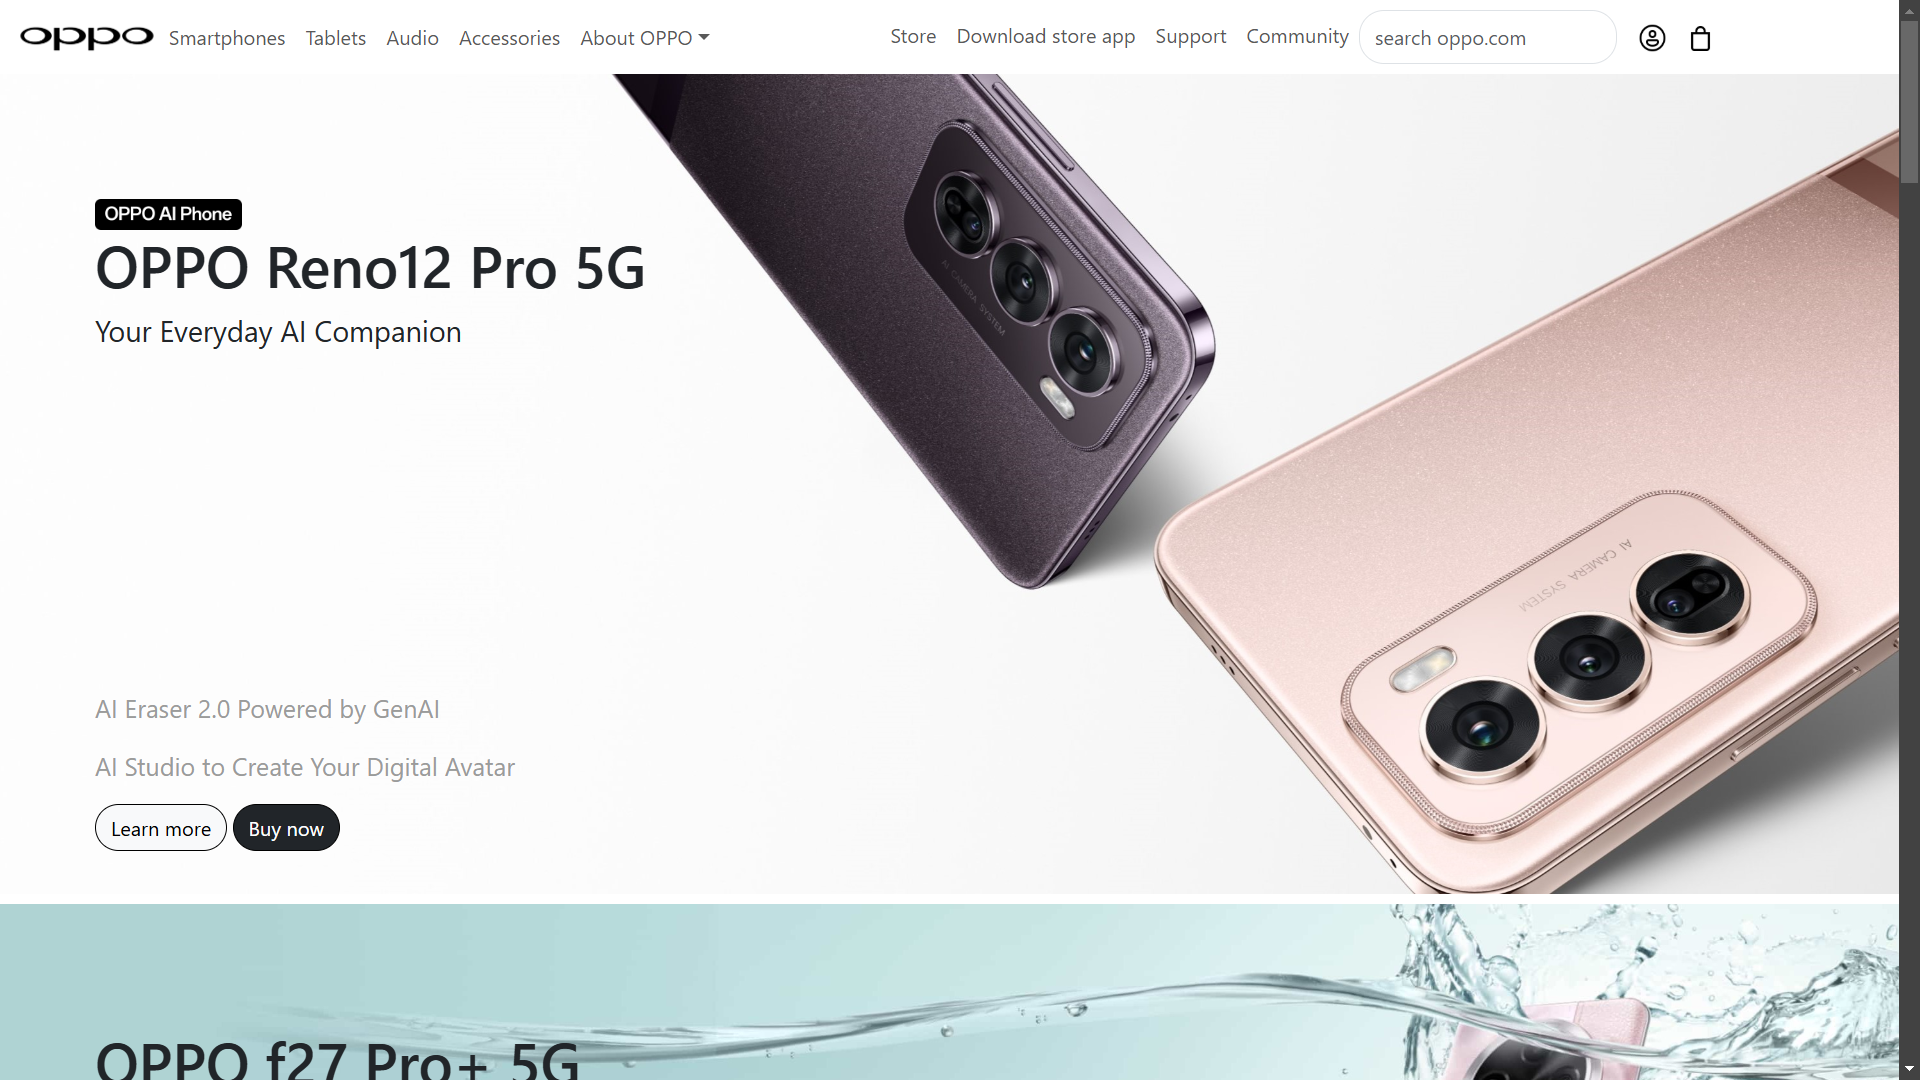 oppo Smartphones Tablets Audio Accessories About OPPO Store Download store app Support Community search oppo.com
OPPO AI Phone
OPPO Reno12 Pro 5G
Your Everyday AI Companion
AI CAMERA SYSTEM
AI CAMERA SYSTEM
AI Eraser 2.0 Powered by GenAI
AI Studio to Create Your Digital Avatar
Learn more Buy now
OPPO f27 Pro+ 5G